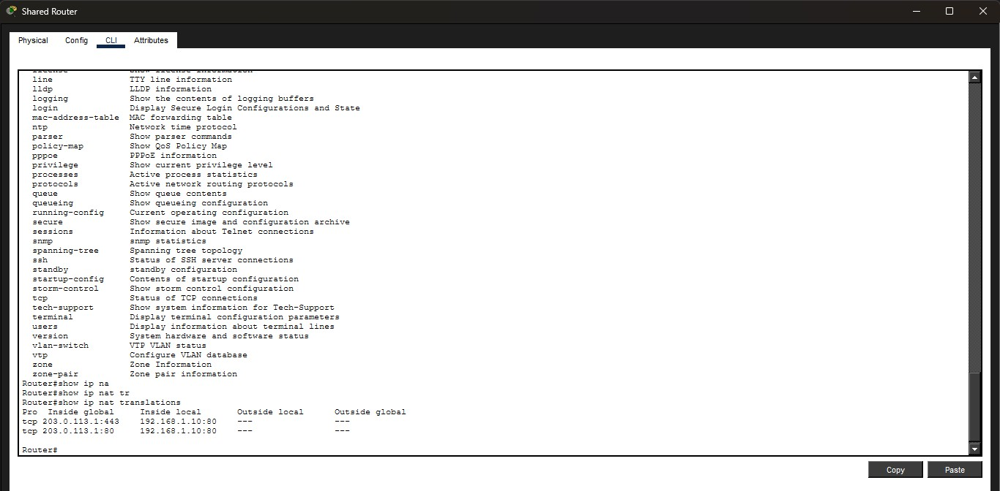 Shared Router
Physical Config CLI Attributes
line TTY line information
lldp LLDP information
logging Show the contents of logging buffers
login Display Secure Login Configurations and State
mac-address-table MAC forwarding table
ntp Network time protocol
parser Show parser commands
policy-map Show QoS Policy Map
pppoe PPPoE information
privilege Show current privilege level
processes Active process statistics
protocols Active network routing protocols
queue Show queue contents
queueing Show queueing configuration
running-config Current operating configuration
secure Show secure image and configuration archive
sessions Information about Telnet connections
snmp snmp statistics
spanning-tree Spanning tree topology
ssh Status of SSH server connections
standby standby configuration
startup-config Contents of startup configuration
storm-control Show storm control configuration
tcp Status of TCP connections
tech-support Show system information for Tech-Support
terminal Display terminal configuration parameters
users Display information about terminal lines
version System hardware and software status
vlan-switch VTP VLAN status
vtp Configure VLAN database
zone Zone Information
zone-pair Zone pair information
Router#show ip na
Router#show ip nat tr
Router#show ip nat translations
Pro Inside global Inside local Outside local Outside global
tcp 203.0.113.1:443 192.168.1.10:80 --- ---
tcp 203.0.113.1:80 192.168.1.10:80 --- ---
Router#
Copy Paste